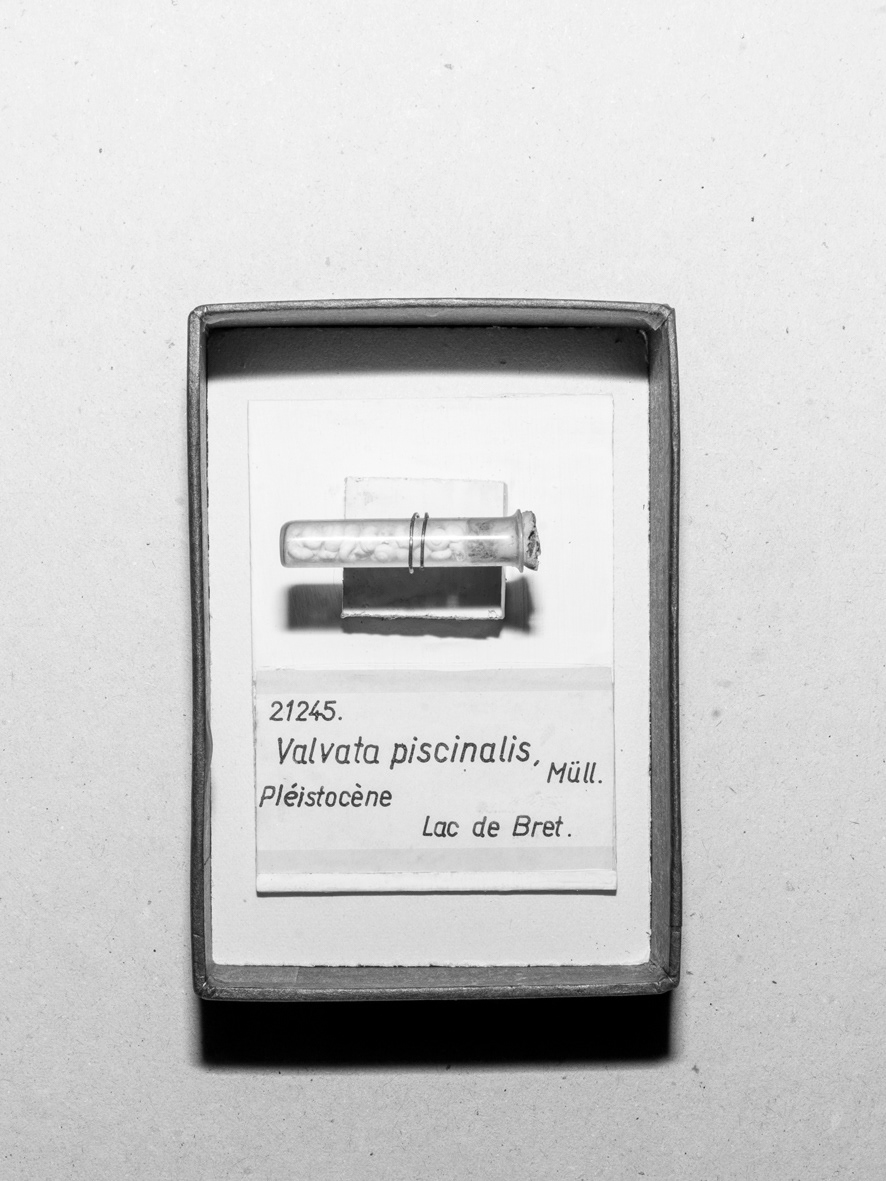 21245.
Valvata piscinalis, Müll.
Pléistocène
Lac de Bret.